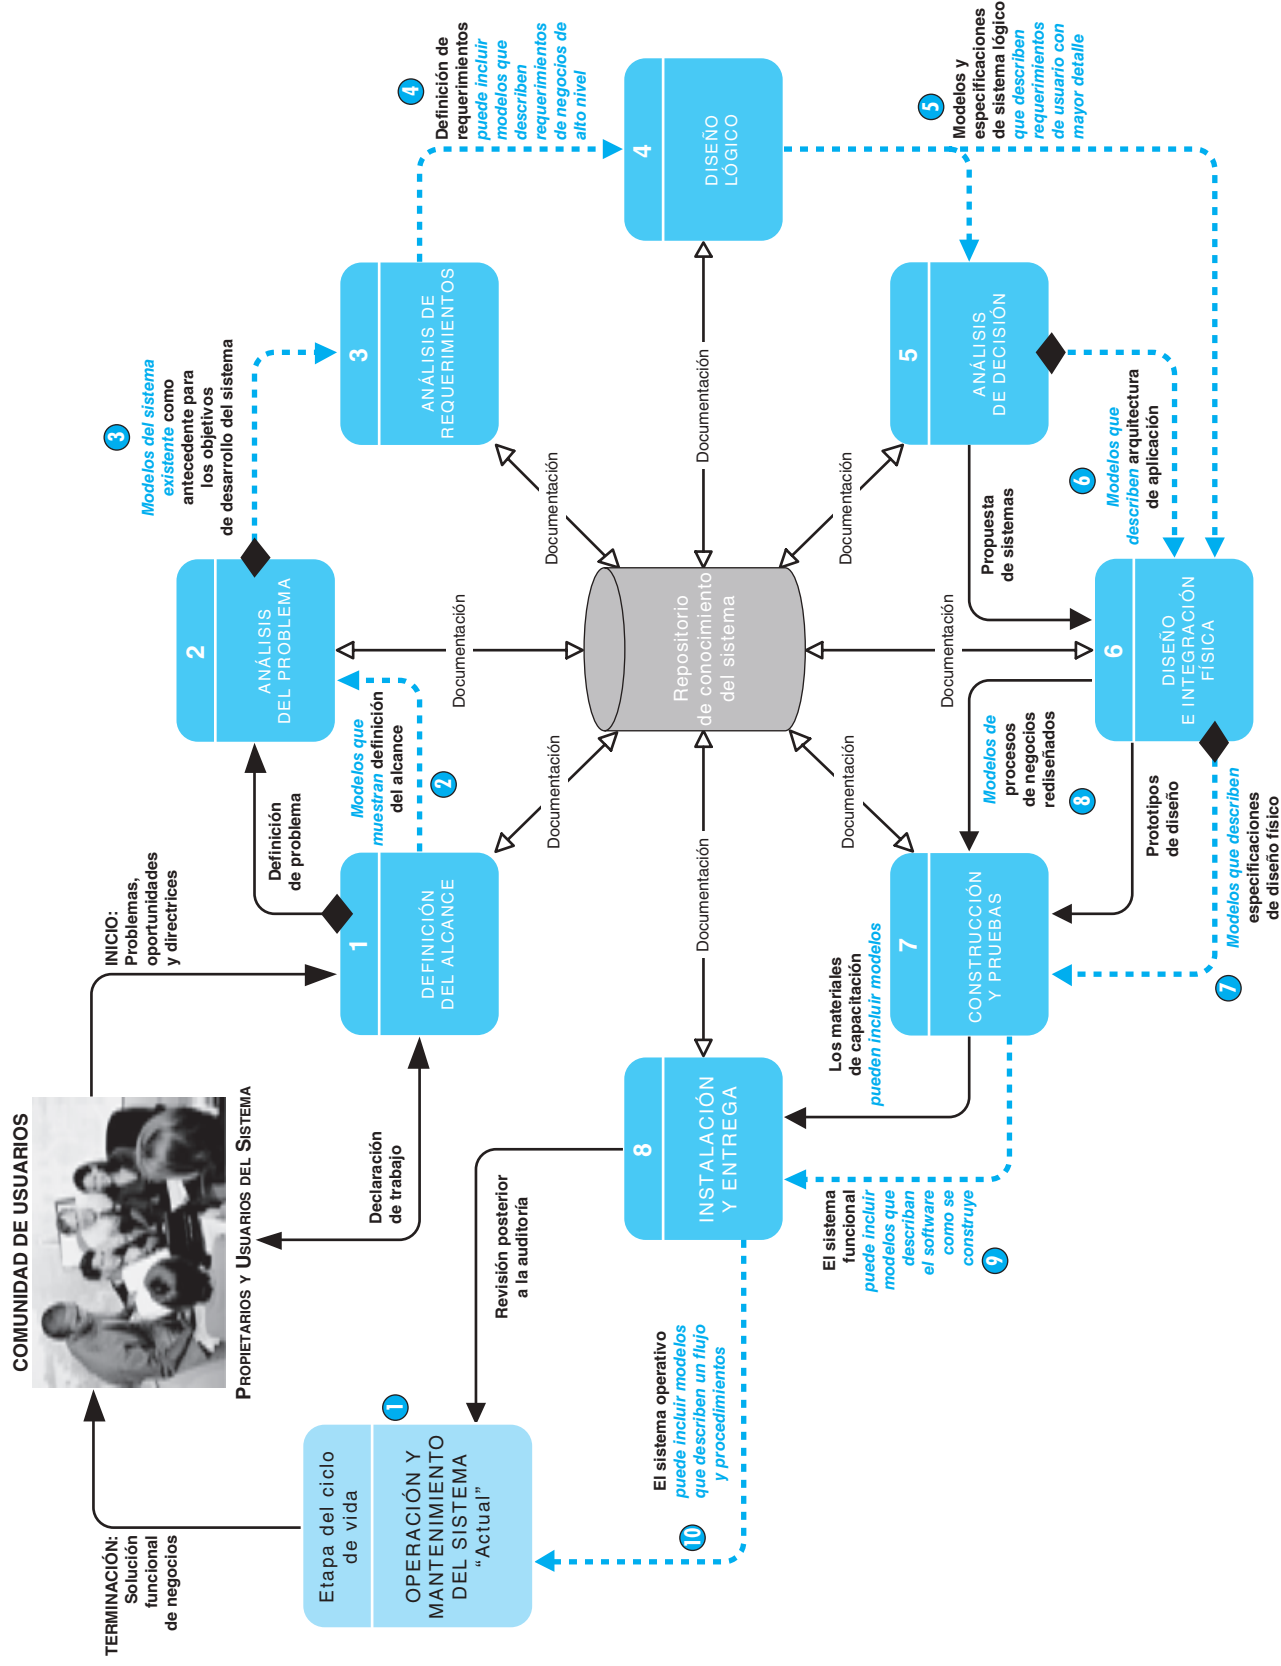 COMUNIDAD DE USUARIOS
PROPIETARIOS Y USUARIOS DEL SISTEMA
TERMINACIÓN:
Solución
funcional
de negocios
INICIO:
Problemas,
oportunidades
y directrices
Declaración
de trabajo
Etapa del ciclo
de vida
OPERACIÓN Y
MANTENIMIENTO
DEL SISTEMA
“Actual”
1
1
DEFINICIÓN
DEL ALCANCE
Definición
de problema
Modelos que
muestran definición
del alcance
2
2
ANÁLISIS
DEL PROBLEMA
3
Modelos del sistema
existente como
antecedente para
los objetivos
de desarrollo del sistema
3
ANÁLISIS DE
REQUERIMIENTOS
4
Definición de
requerimientos
puede incluir
modelos que
describen
requerimientos
de negocios de
alto nivel
4
DISEÑO
LÓGICO
5
Modelos y
especificaciones
de sistema lógico
que describen
requerimientos
de usuario con
mayor detalle
5
ANÁLISIS
DE DECISIÓN
Propuesta
de sistemas
6
Modelos que
describen arquitectura
de aplicación
6
DISEÑO
E INTEGRACIÓN
FÍSICA
Modelos de
procesos
de negocios
rediseñados
8
Prototipos
de diseño
7
Modelos que describen
especificaciones
de diseño físico
7
CONSTRUCCIÓN
Y PRUEBAS
Los materiales
de capacitación
pueden incluir modelos
El sistema
funcional
puede incluir
modelos que
describan
el software
como se
construye
9
8
INSTALACIÓN
Y ENTREGA
Revisión posterior
a la auditoría
El sistema operativo
puede incluir modelos
que describen un flujo
y procedimientos
10
Repositorio
de conocimiento
del sistema
Documentación
Documentación
Documentación
Documentación
Documentación
Documentación
Documentación
Documentación